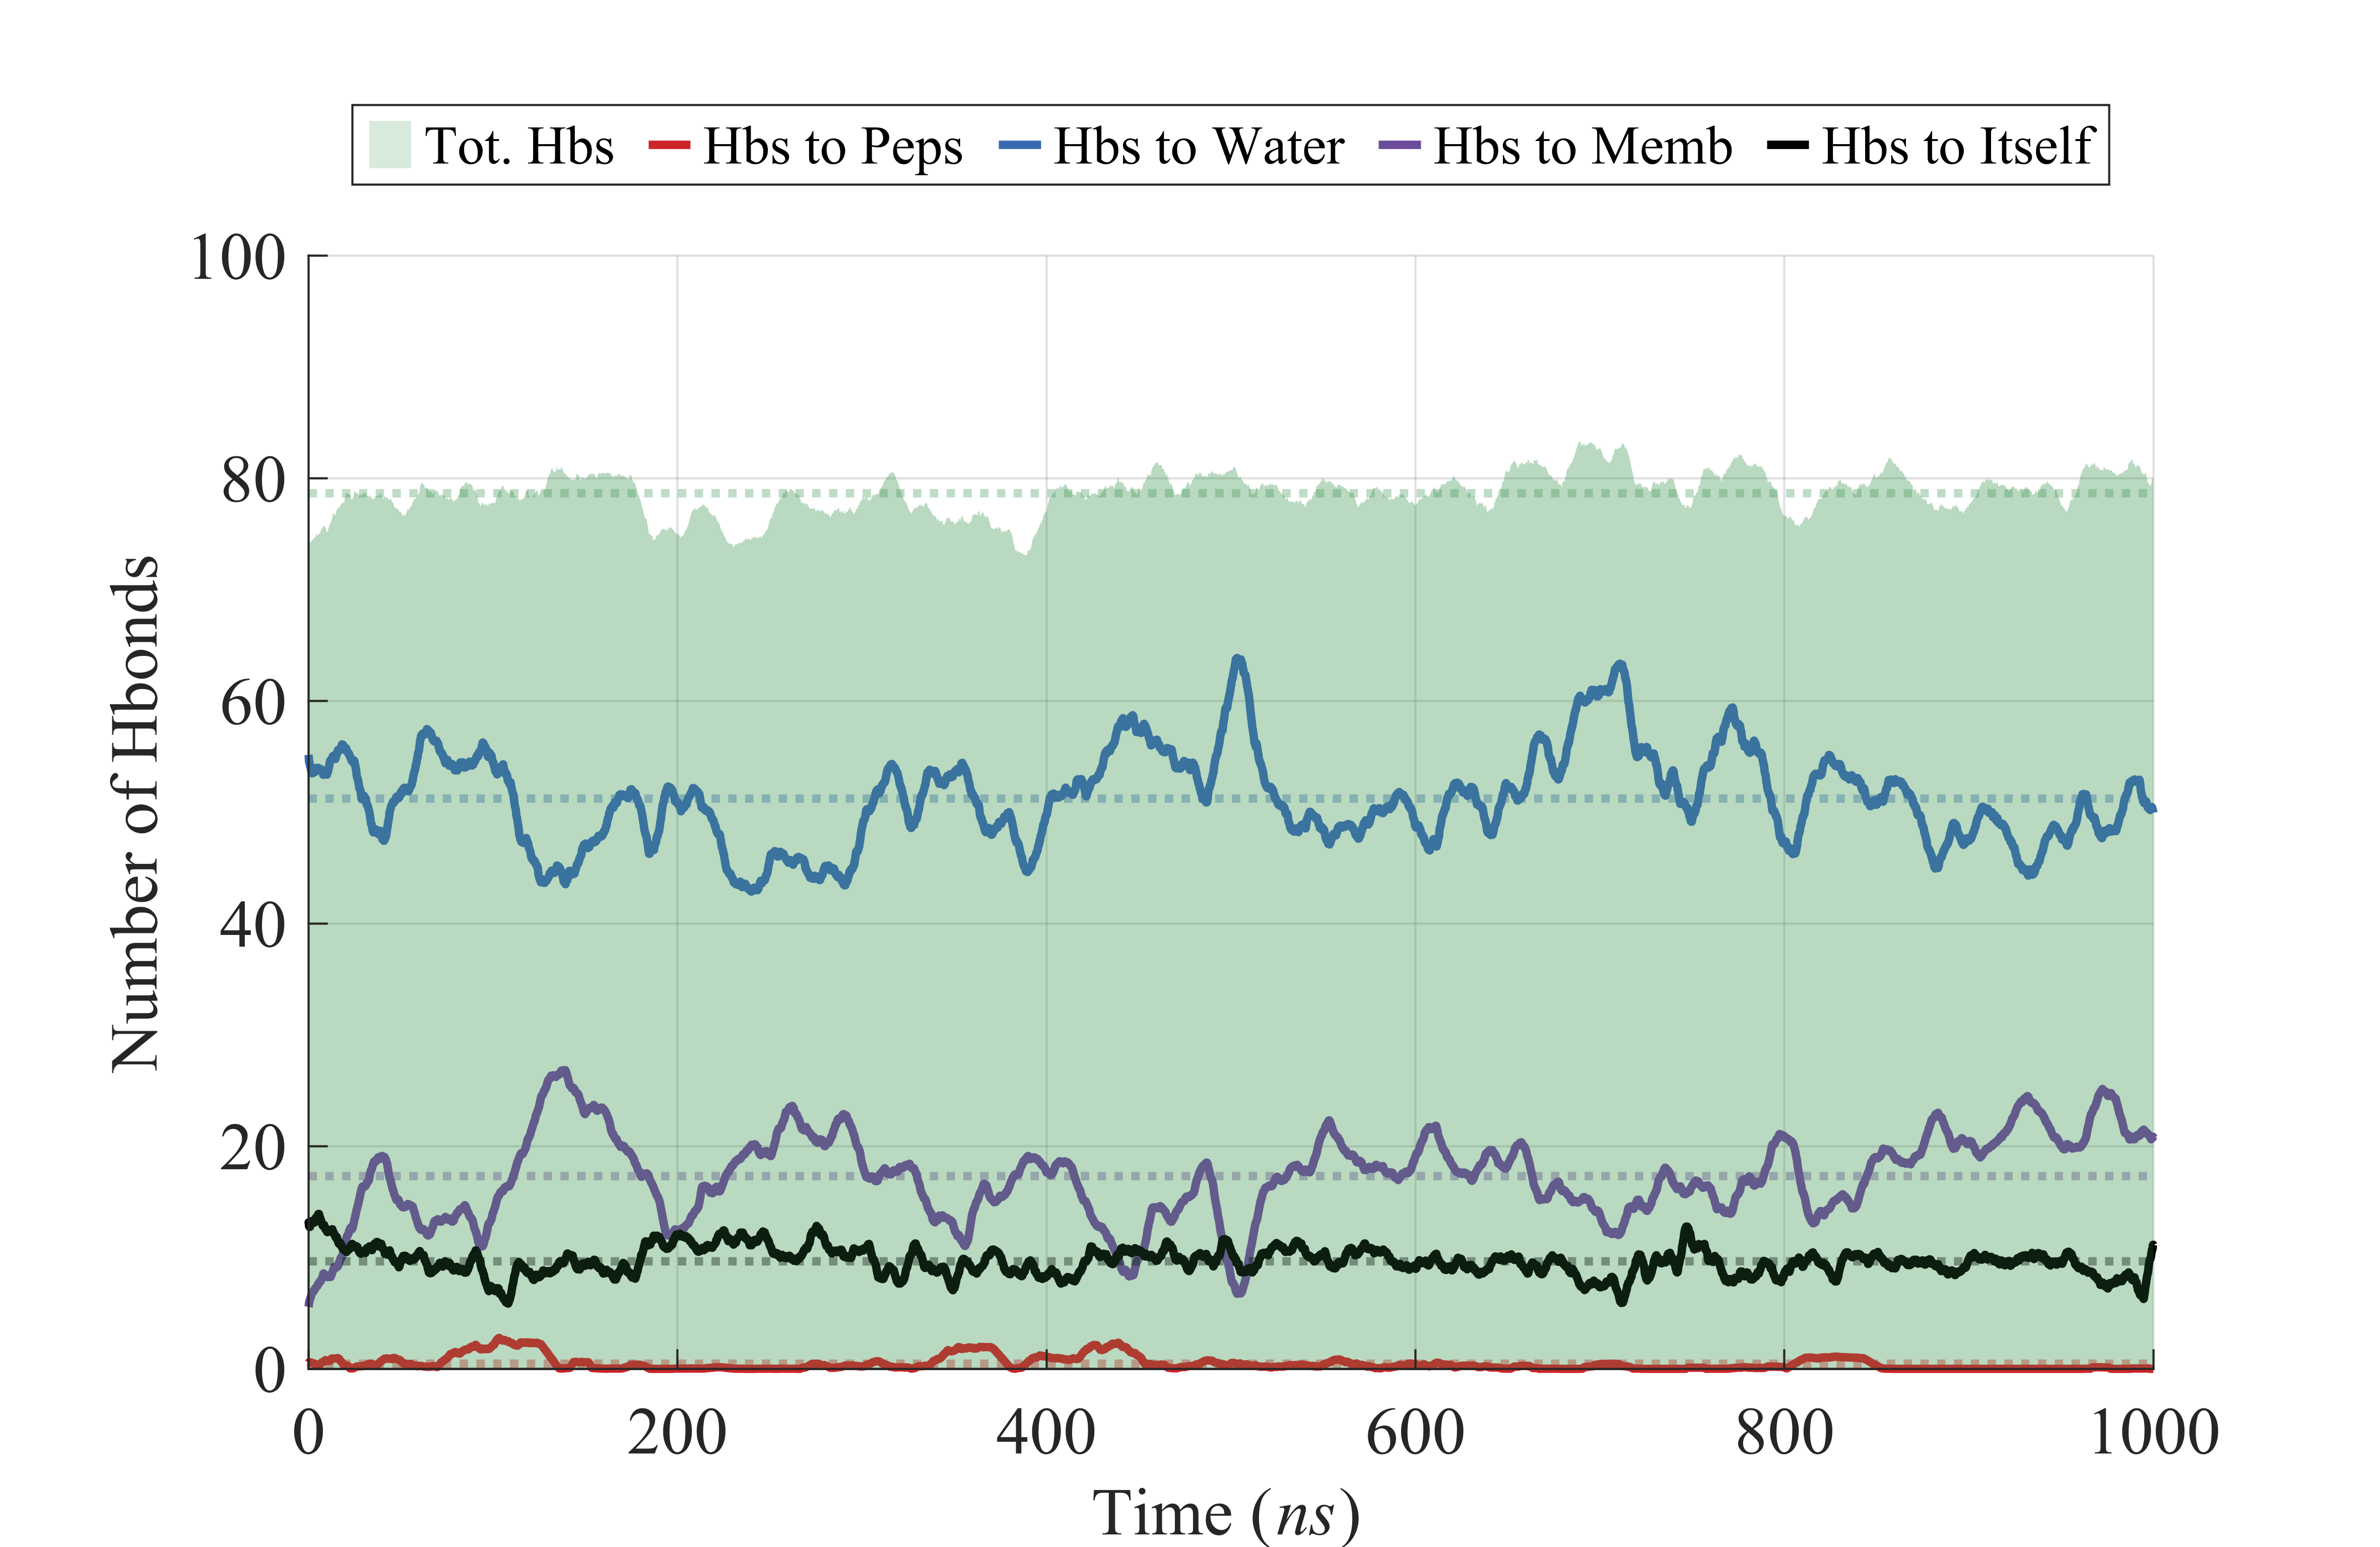 Tot. Hbs Hbs to Peps Hbs to Water Hbs to Memb Hbs to Itself
100
80
60
40
20
0
Number of Hbonds
0 200 400 600 800 1000
Time (ns)